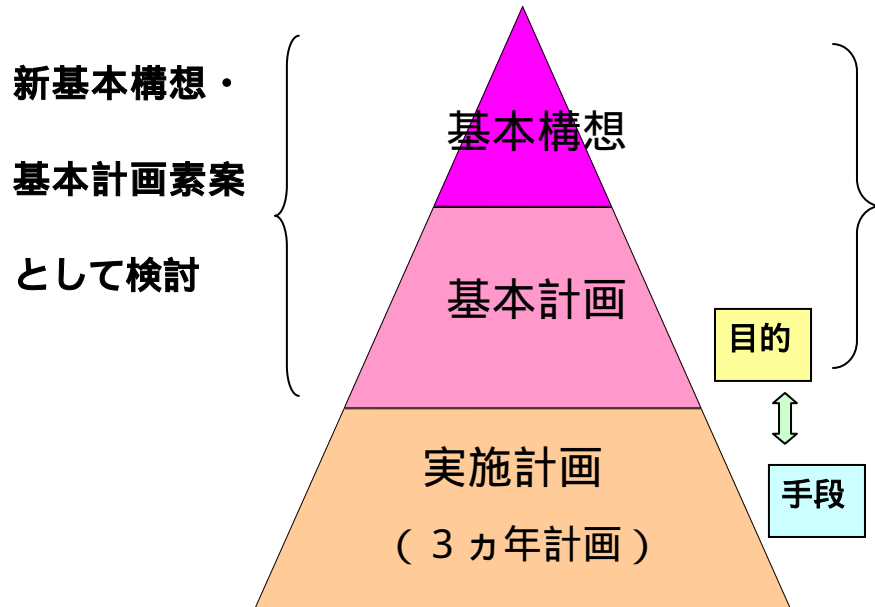 新基本構想・
基本計画素案
として検討
基本構想
基本計画
目的
手段
実施計画
（３ヵ年計画）